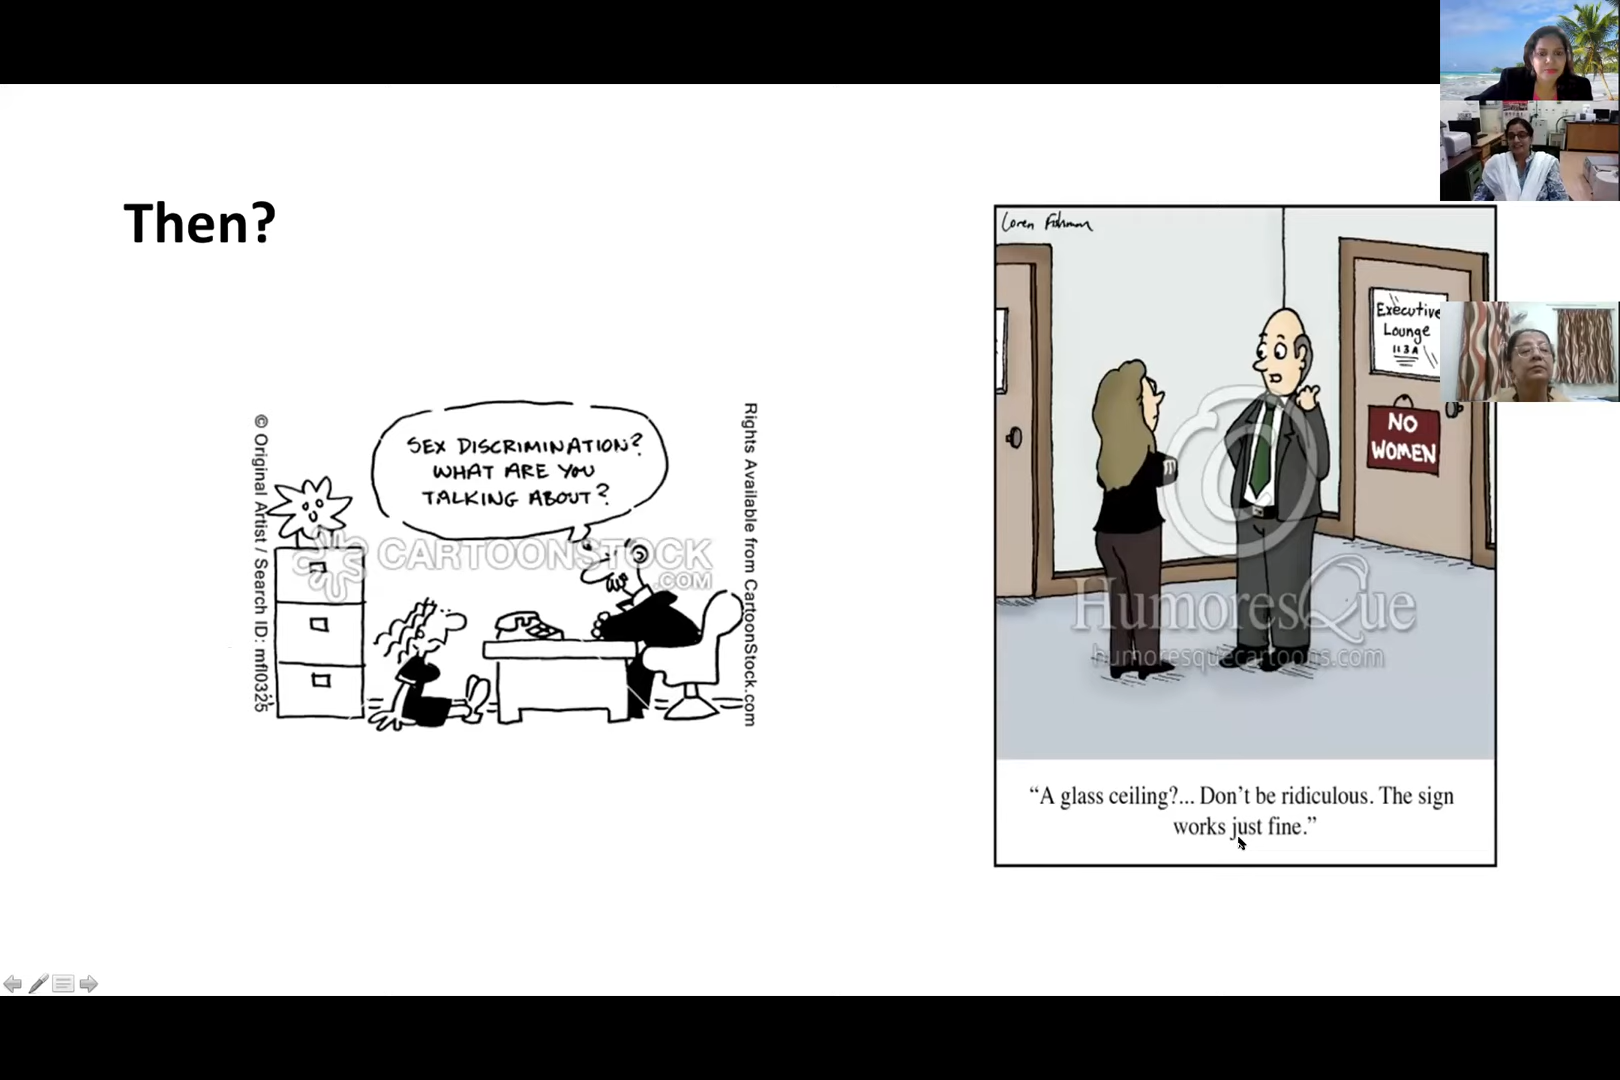 Then?
© Original Artist / Search ID: mfl0325
SEX DISCRIMINATION?
WHAT ARE YOU
TALKING ABOUT?
CARTOONSTOCK
.COM
Rights Available from CartoonStock.com
Loren Fishman
Executive
Lounge
113A
NO
WOMEN
HumoresQue
humoresquecartoons.com
“A glass ceiling?... Don’t be ridiculous. The sign
works just fine.”